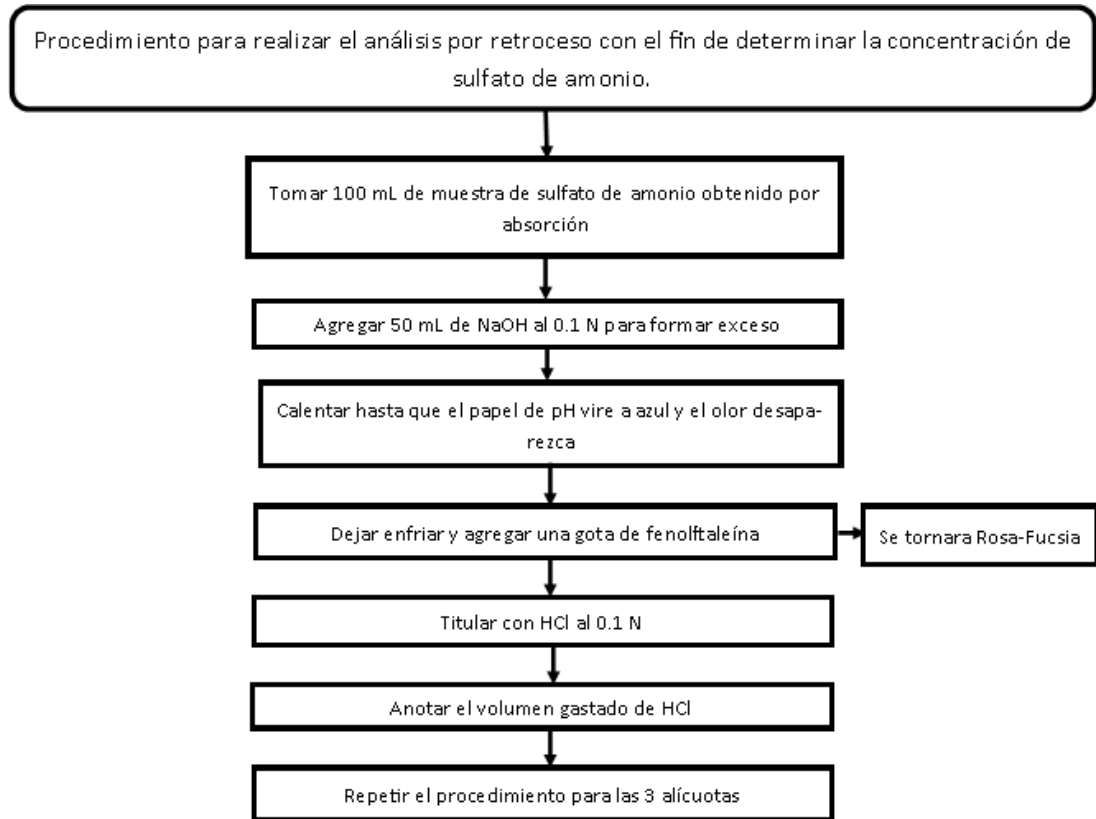 Procedimiento para realizar el análisis por retroceso con el fin de determinar la concentración de
sulfato de amonio.
Tomar 100 mL de muestra de sulfato de amonio obtenido por
absorción
Agregar 50 mL de NaOH al 0.1 N para formar exceso
Calentar hasta que el papel de pH vire a azul y el olor desapa-
rezca
Dejar enfriar y agregar una gota de fenolftaleína
Se tornara Rosa-Fucsia
Titular con HCl al 0.1 N
Anotar el volumen gastado de HCl
Repetir el procedimiento para las 3 alícuotas